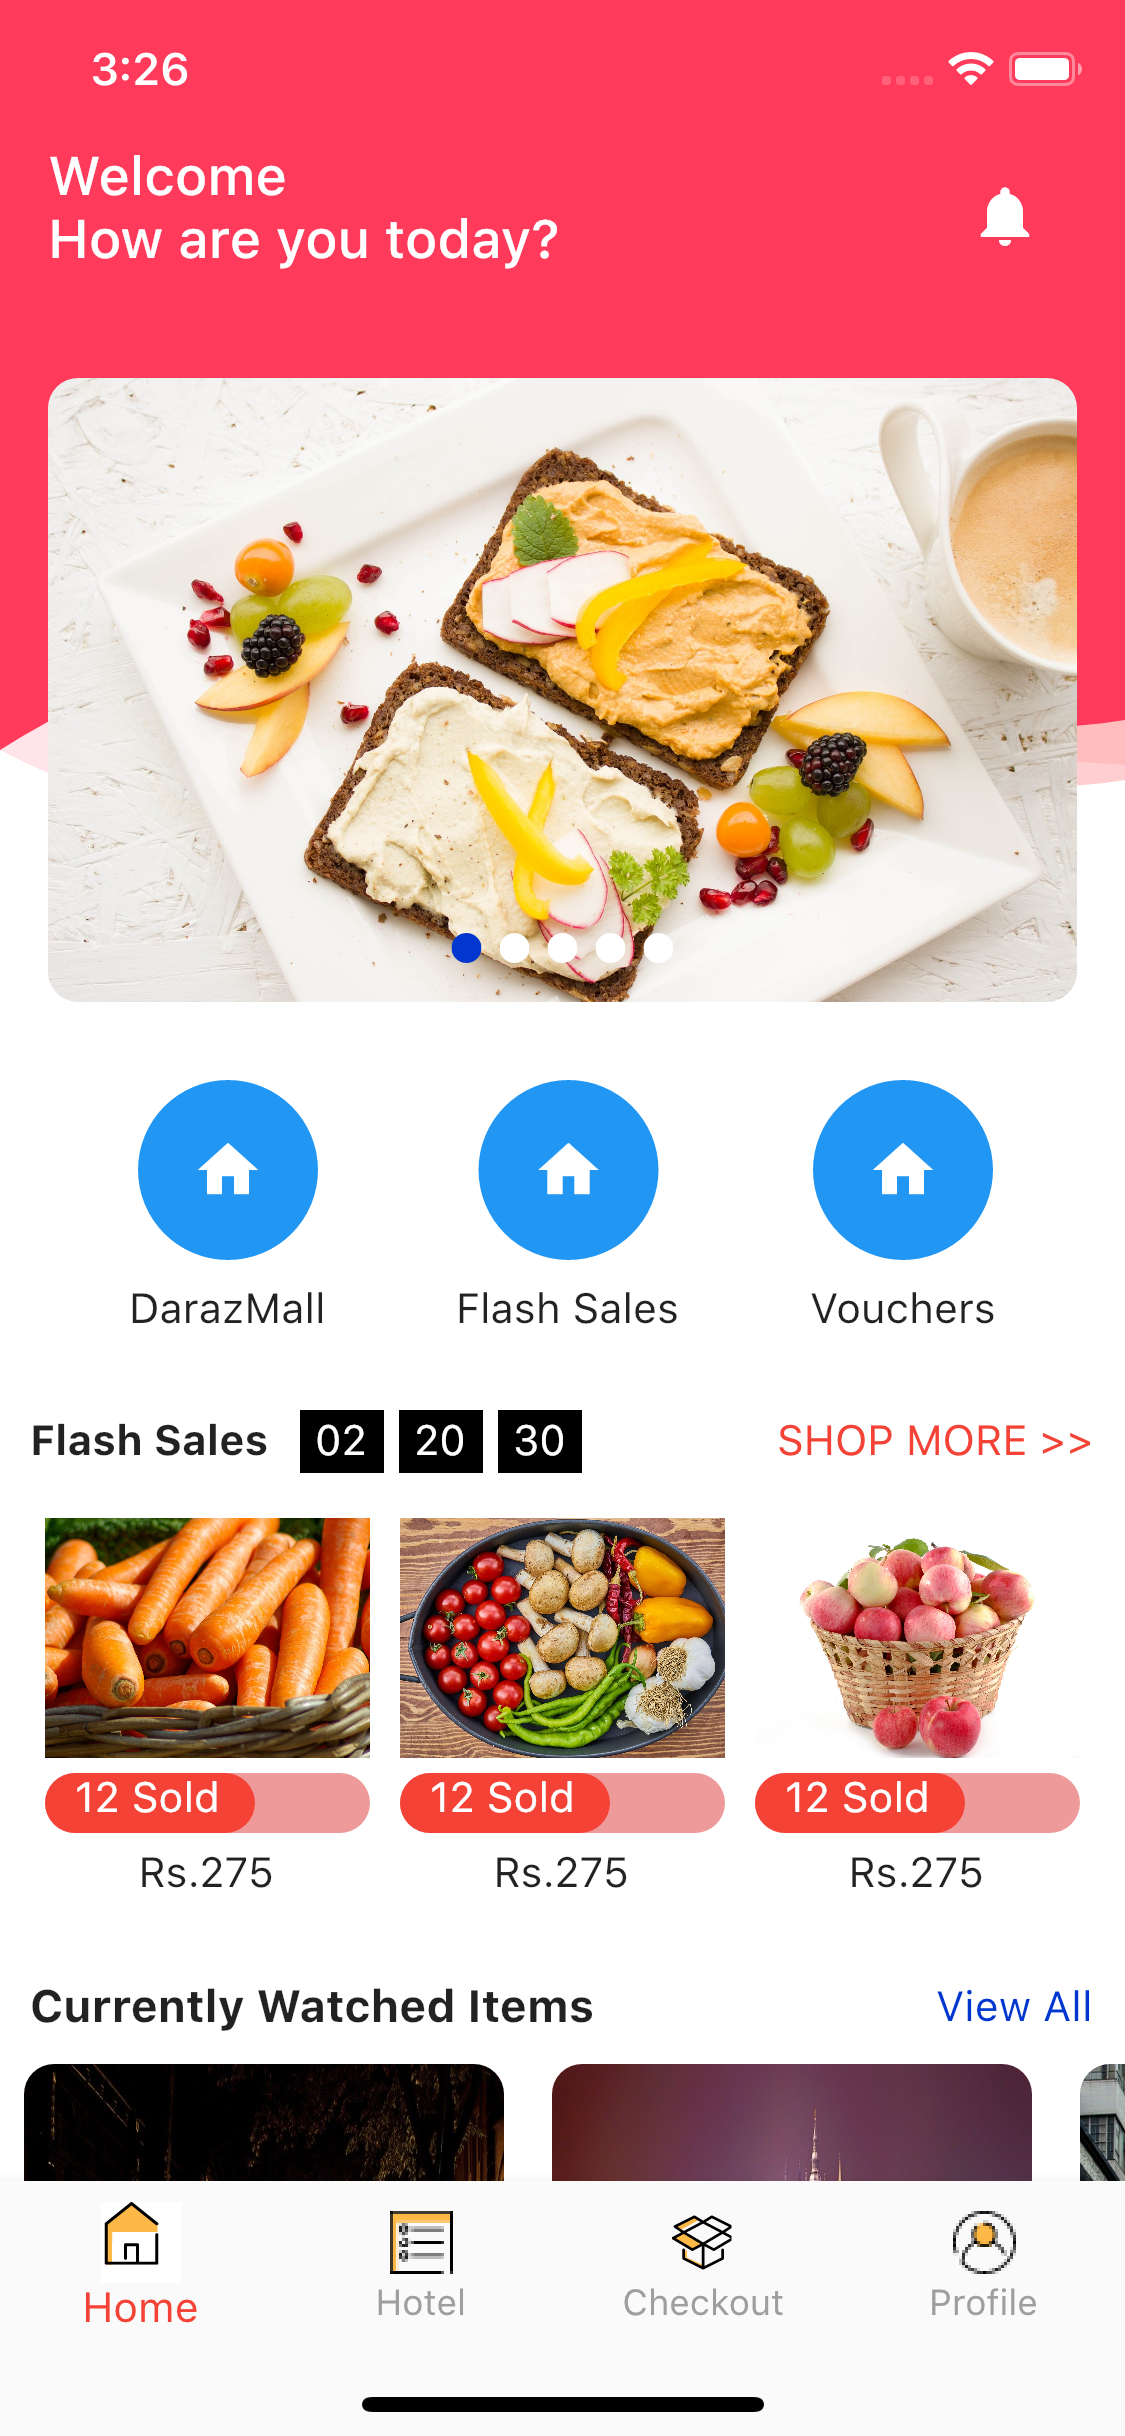 3:26
Welcome
How are you today?
DarazMall
Flash Sales
Vouchers
Flash Sales 02 20 30 SHOP MORE >>
12 Sold
12 Sold
12 Sold
Rs.275
Rs.275
Rs.275
Currently Watched Items View All
Home
Hotel
Checkout
Profile